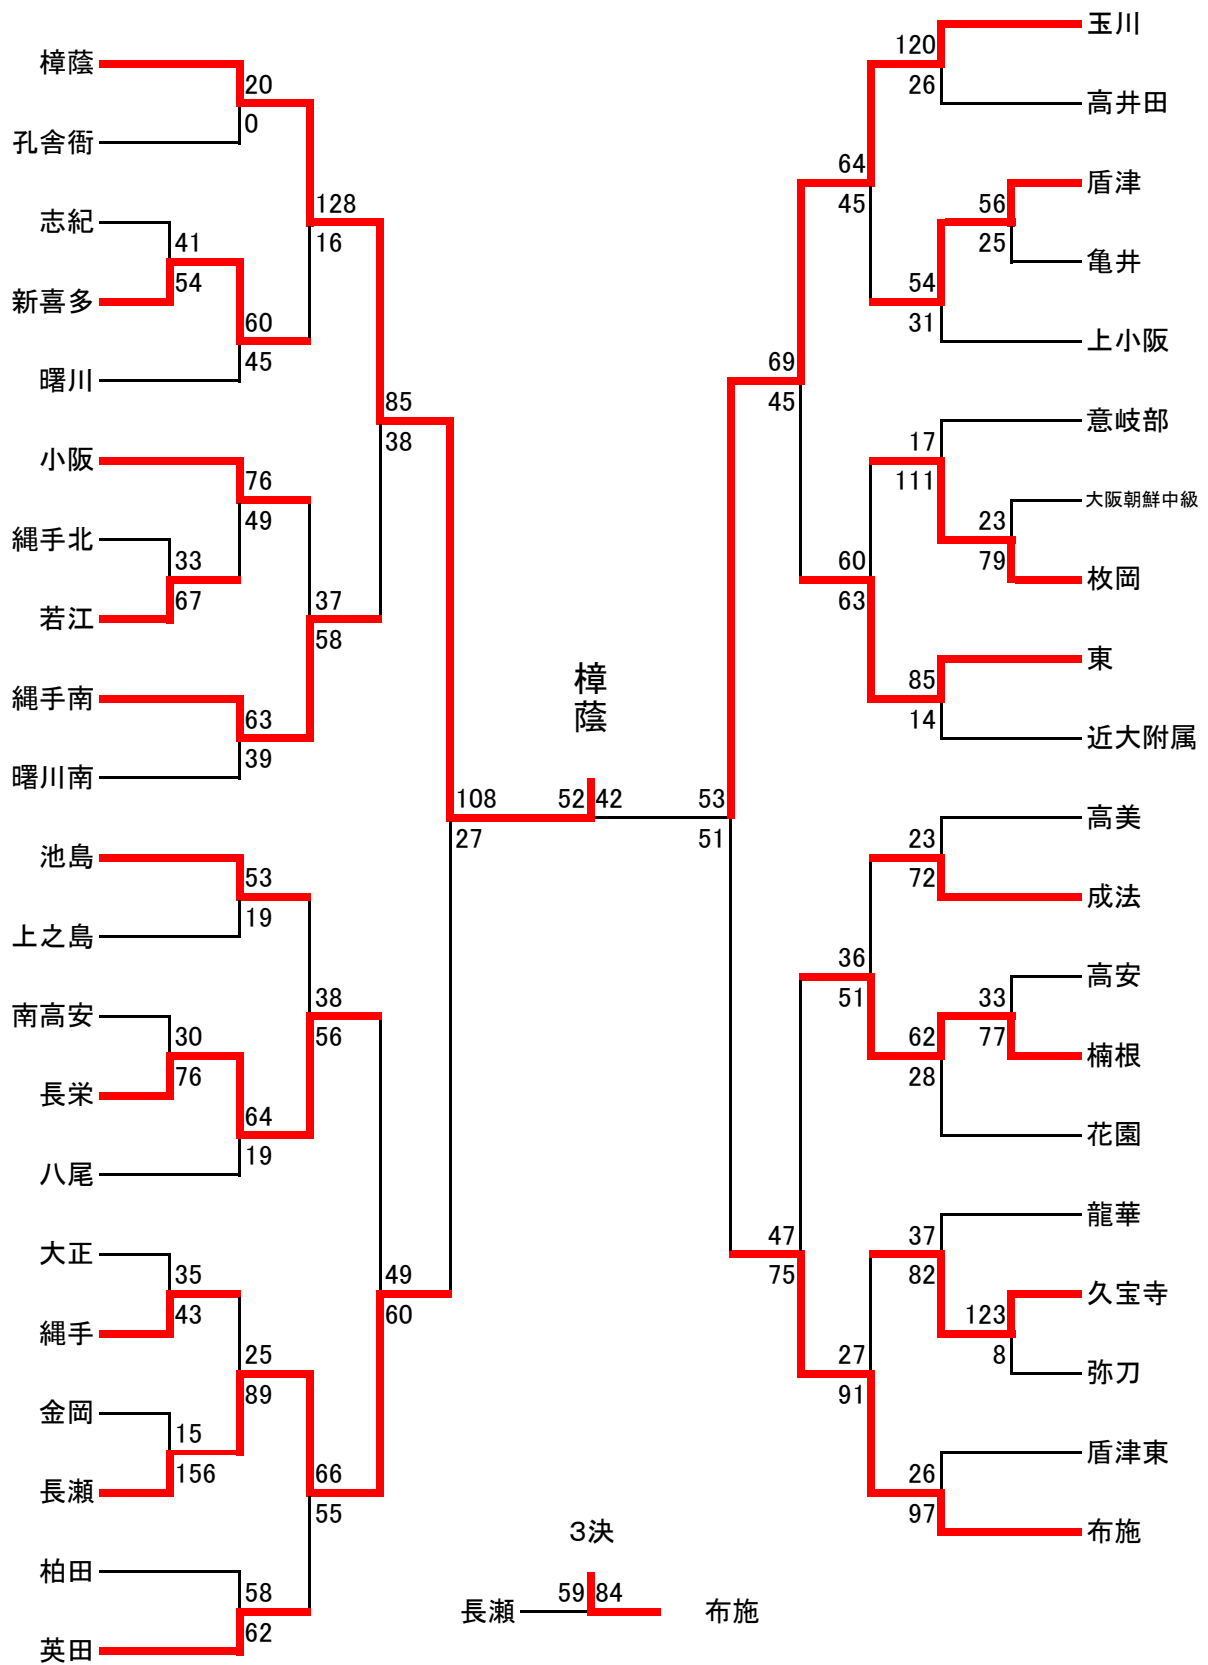 樟蔭
20
0
孔舎衙
128
16
志紀
41
54
新喜多
60
45
曙川
85
38
小阪
76
49
縄手北
33
67
若江
37
58
縄手南
63
39
曙川南
108
27
池島
53
19
上之島
38
56
南高安
30
76
長栄
64
19
八尾
49
60
大正
35
43
縄手
25
89
金岡
15
156
長瀬
66
55
柏田
58
62
英田
樟蔭
52 42
53
51
玉川
120
26
高井田
64
45
盾津
56
25
亀井
54
31
上小阪
69
45
意岐部
17
111
大阪朝鮮中級
23
79
枚岡
60
63
東
85
14
近大附属
高美
23
72
成法
36
51
高安
33
77
楠根
62
28
花園
47
75
龍華
37
82
久宝寺
123
8
弥刀
27
91
盾津東
26
97
布施
3決
長瀬 59 84 布施